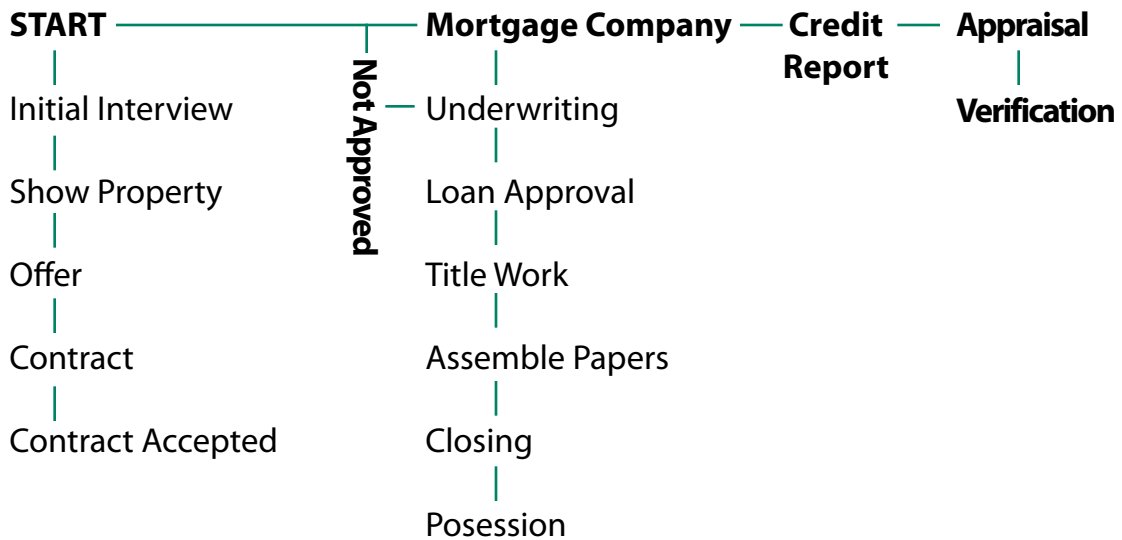 START
Initial Interview
Show Property
Offer
Contract
Contract Accepted
Not Approved
Mortgage Company
Underwriting
Loan Approval
Title Work
Assemble Papers
Closing
Posession
Credit
Report
Appraisal
Verification